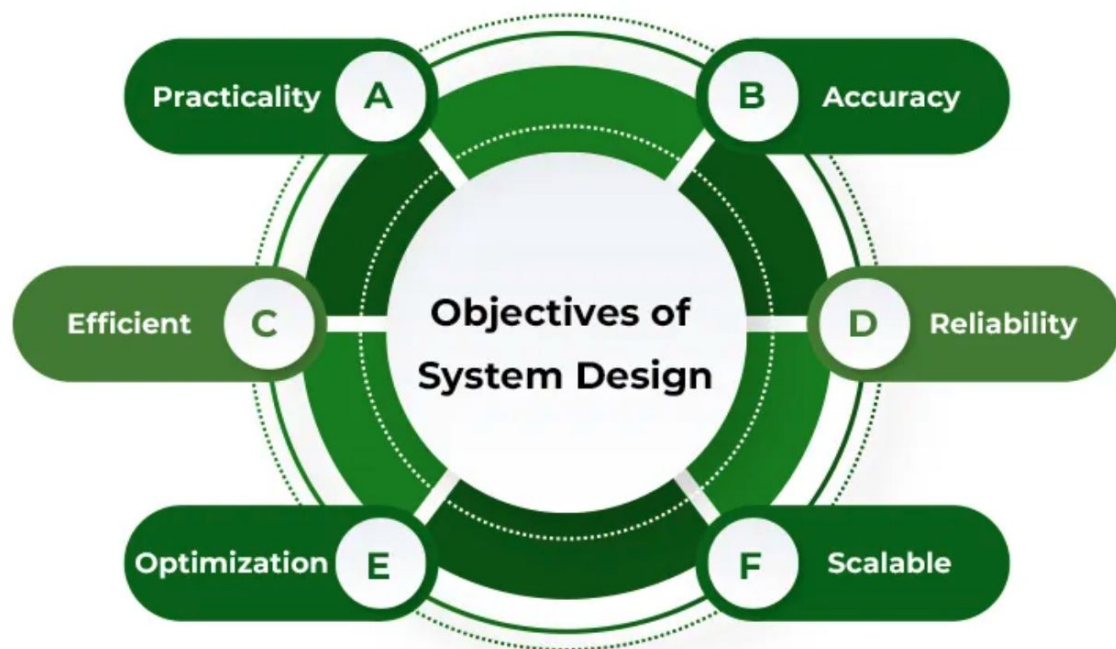 Practicality A
B Accuracy
Efficient C
Objectives of
System Design
D Reliability
Optimization E
F Scalable